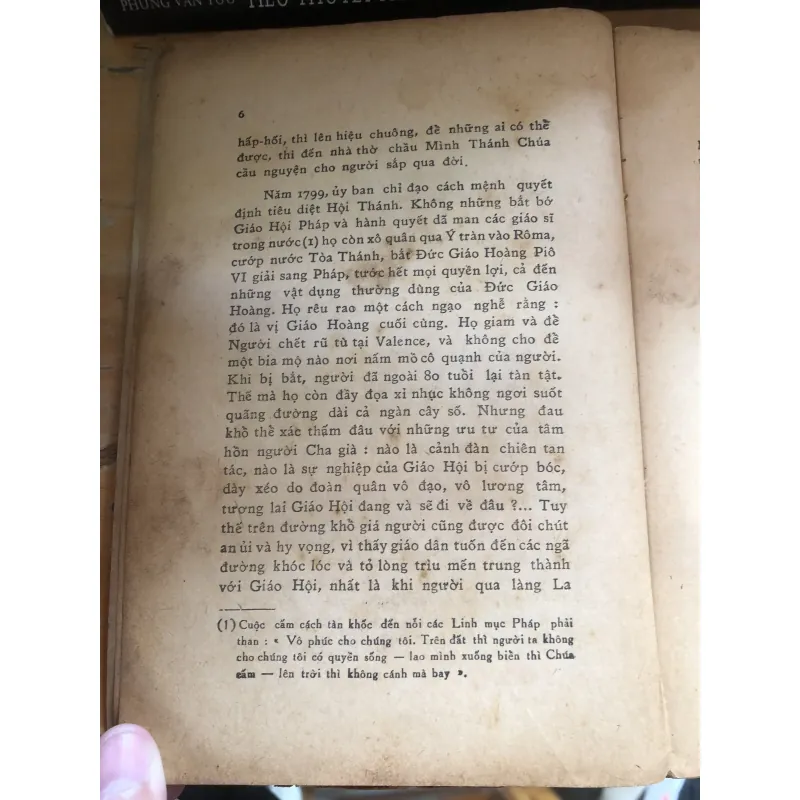 PHÙNG VĂN TỬU TIỂU THUYẾT
6
hấp-hối, thì lên hiệu chuông, để những ai có thể
được, thì đến nhà thờ chầu Mình Thánh Chúa
cầu nguyện cho người sắp qua đời.
Năm 1799, ủy ban chỉ đạo cách mệnh quyết
định tiêu diệt Hội Thánh. Không những bắt bớ
Giáo Hội Pháp và hành quyết dã man các giáo sĩ
trong nước (1) họ còn xô quân qua Ý tràn vào Rôma,
cướp nước Tòa Thánh, bắt Đức Giáo Hoàng Piô
VI giải sang Pháp, tước hết mọi quyền lợi, cả đến
những vật dụng thường dùng của Đức Giáo
Hoàng. Họ rêu rao một cách ngạo nghễ rằng :
đó là vị Giáo Hoàng cuối cùng. Họ giam và để
Người chết rũ tù tại Valence, và không cho đề
một bia mộ nào nơi nấm mồ cô quạnh của người.
Khi bị bắt, người đã ngoài 80 tuổi lại tàn tật.
Thế mà họ còn đầy đọa xỉ nhục không ngơi suốt
quãng đường dài cả ngàn cây số. Nhưng đau
khổ thể xác thấm đâu với những ưu tư của tâm
hồn người Cha già : nào là cảnh đàn chiên tan
tác, nào là sự nghiệp của Giáo Hội bị cướp bóc,
dày xéo do đoàn quân vô đạo, vô lương tâm,
tương lai Giáo Hội đang và sẽ đi về đâu ?... Tuy
thế trên đường khổ giá người cũng được đôi chút
an ủi và hy vọng, vì thấy giáo dân tuốn đến các ngã
đường khóc lóc và tỏ lòng trìu mến trung thành
với Giáo Hội, nhất là khi người qua làng La
(1) Cuộc cấm cách tàn khốc đến nỗi các Linh mục Pháp phải
than : « Vô phúc cho chúng tôi. Trên đất thì người ta không
cho chúng tôi có quyền sống — lao mình xuống biển thì Chúa
cấm — lên trời thì không cánh mà bay ».